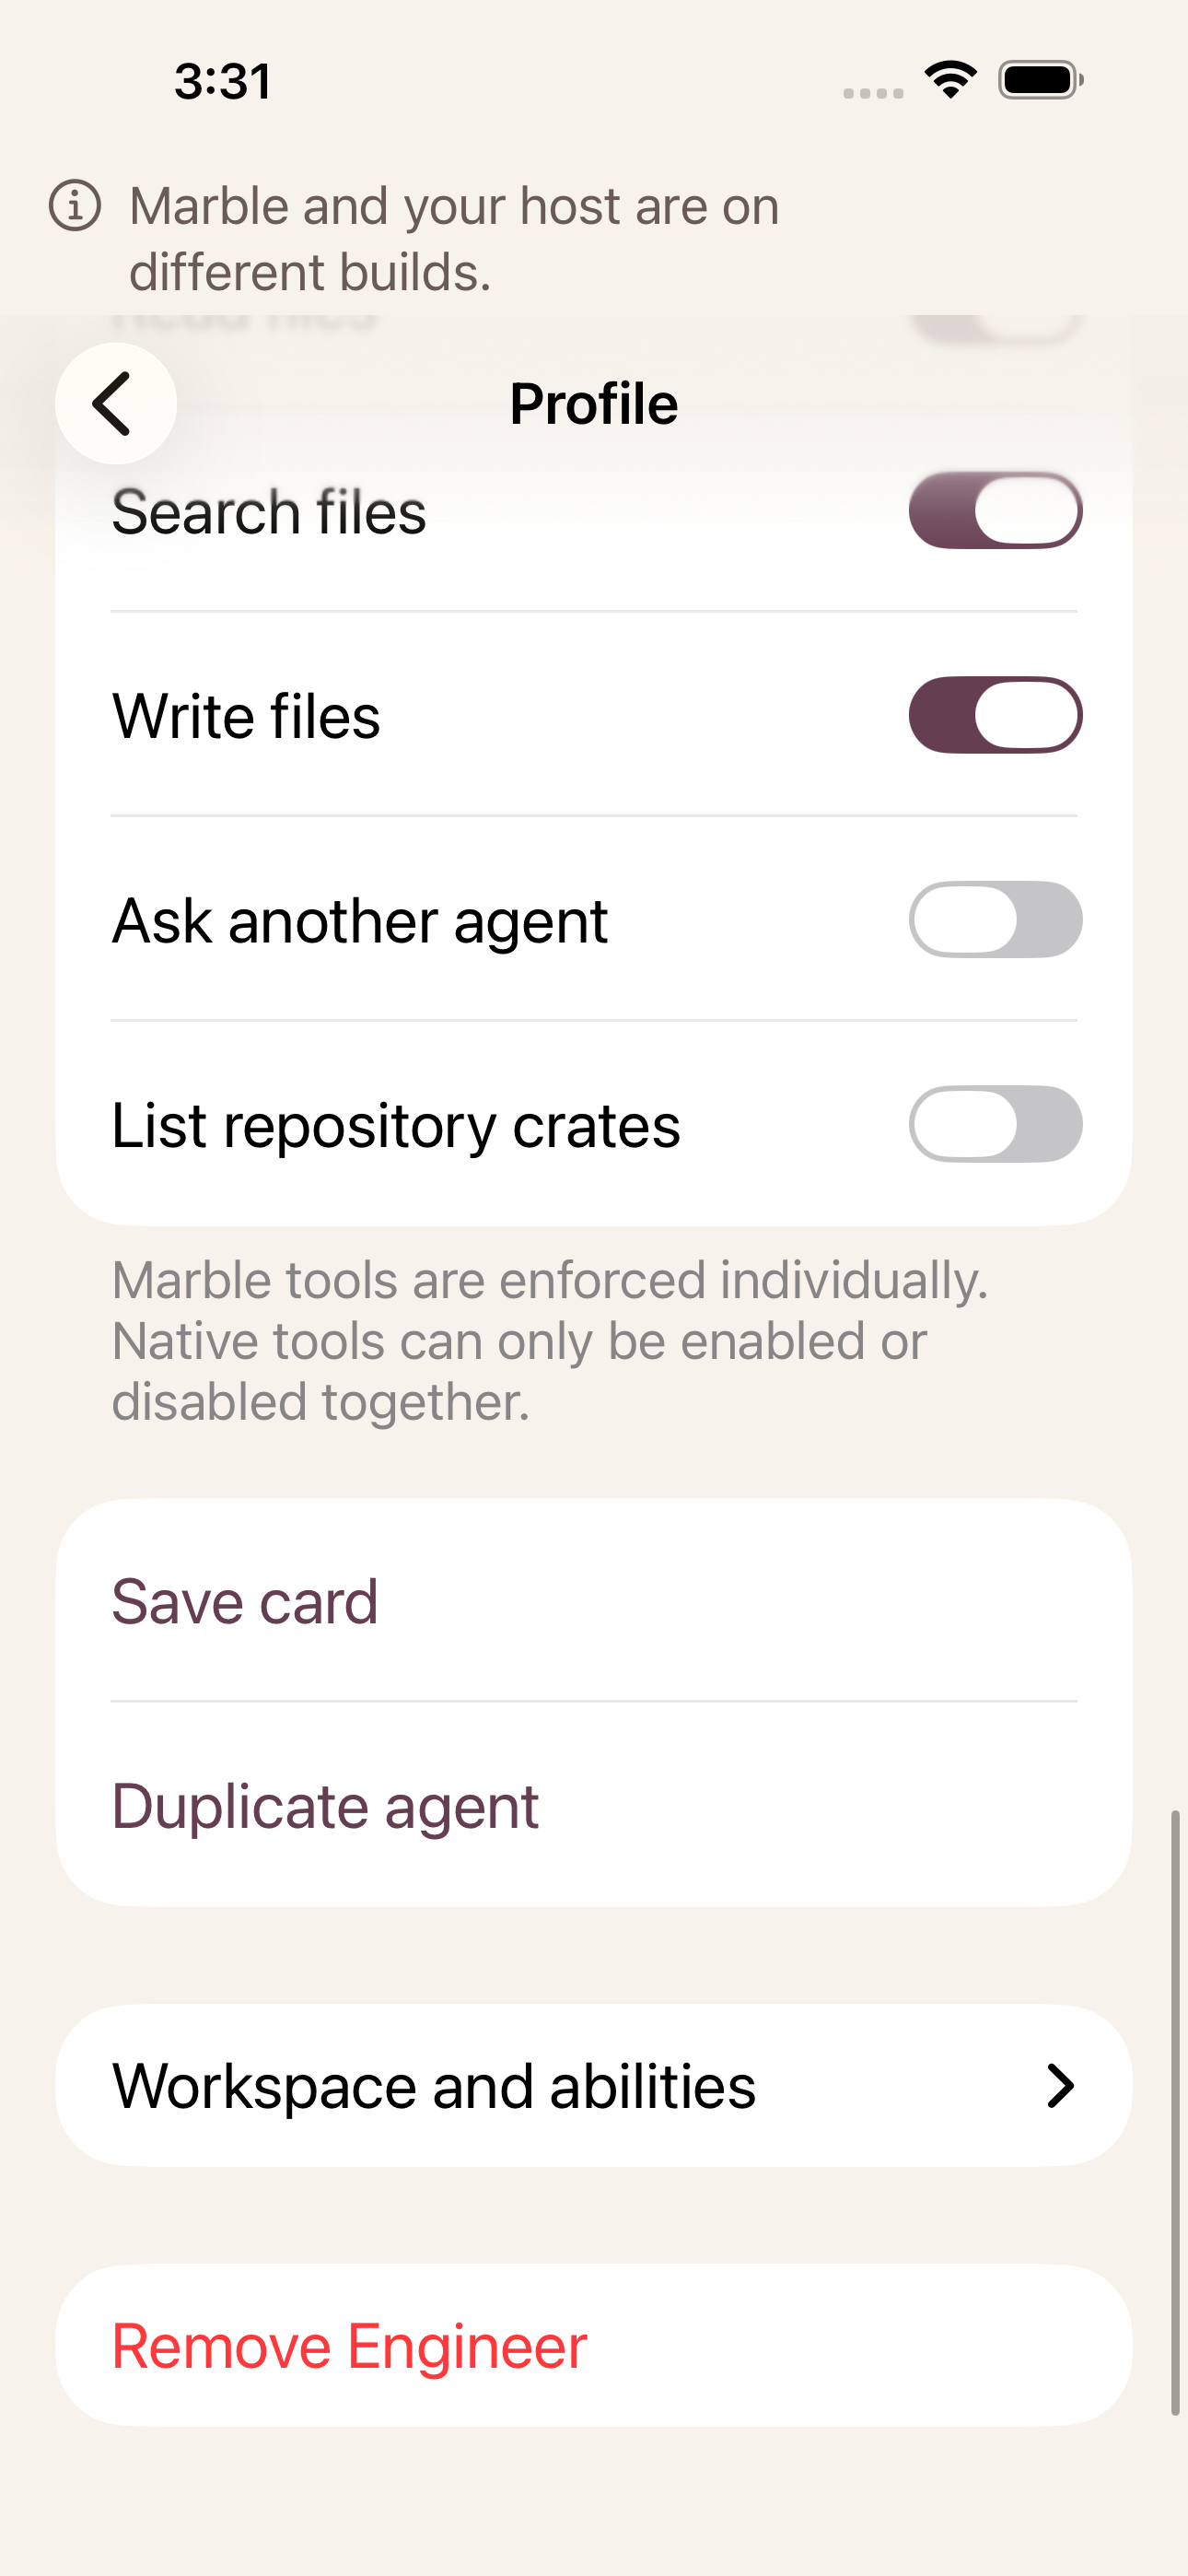 3:31
Marble and your host are on
different builds.
Profile
Search files
Write files
Ask another agent
List repository crates
Marble tools are enforced individually.
Native tools can only be enabled or
disabled together.
Save card
Duplicate agent
Workspace and abilities
Remove Engineer